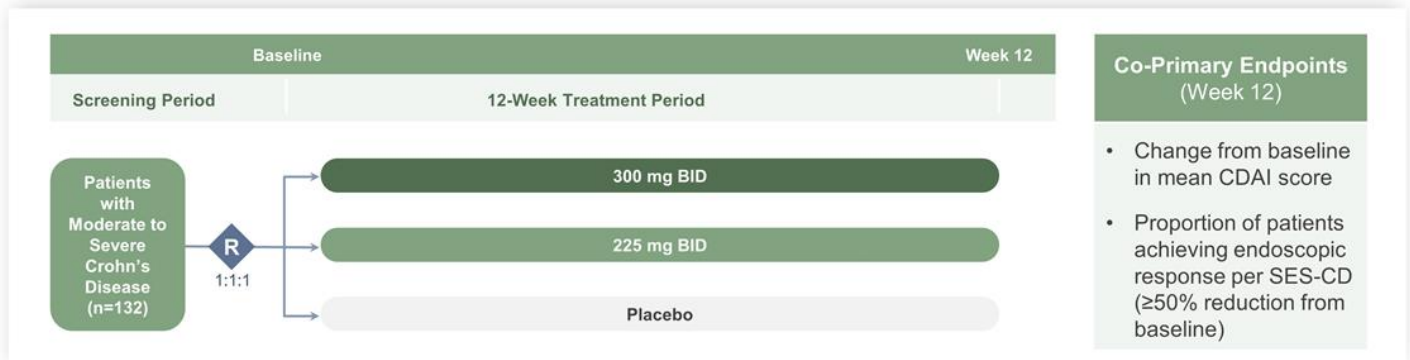 Baseline
Week 12
Screening Period
12-Week Treatment Period
Patients
with
Moderate to
Severe
Crohn's
Disease
(n=132)
R
1:1:1
300 mg BID
225 mg BID
Placebo
Co-Primary Endpoints
(Week 12)
• Change from baseline
in mean CDAI score
• Proportion of patients
achieving endoscopic
response per SES-CD
(≥50% reduction from
baseline)